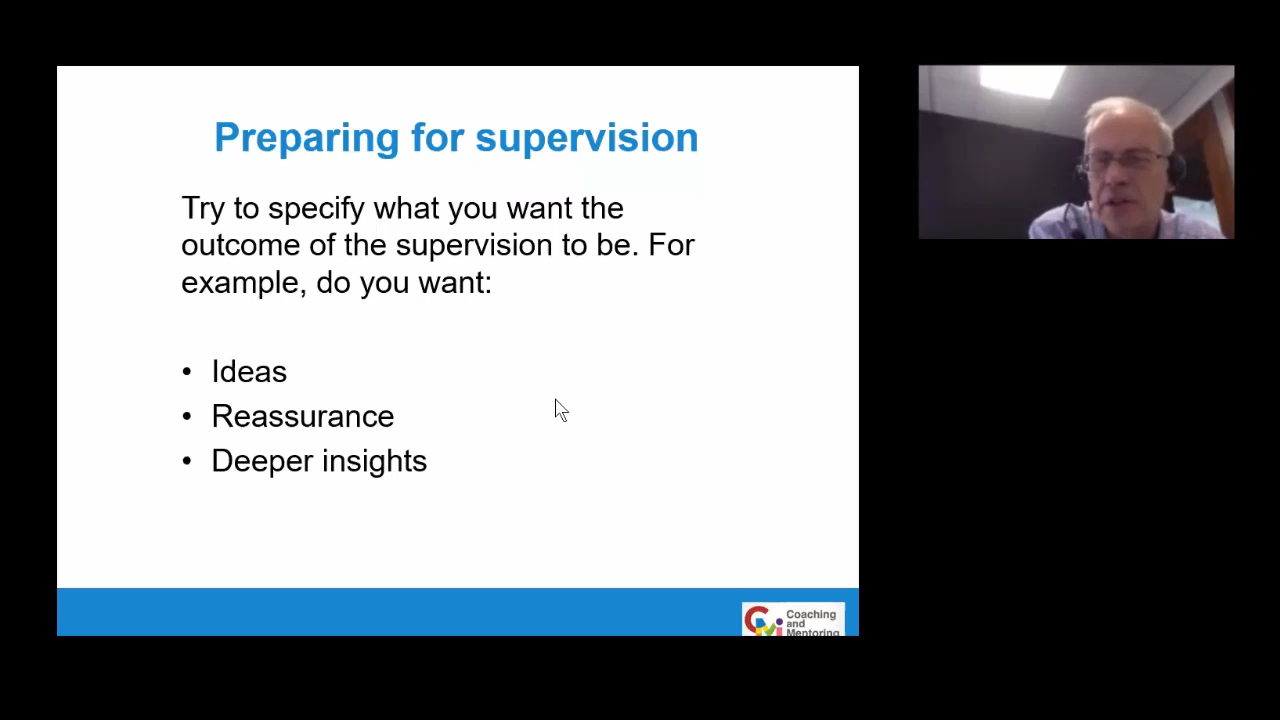 Preparing for supervision
Try to specify what you want the
outcome of the supervision to be. For
example, do you want:
• Ideas
• Reassurance
• Deeper insights
Coaching
and
Mentoring